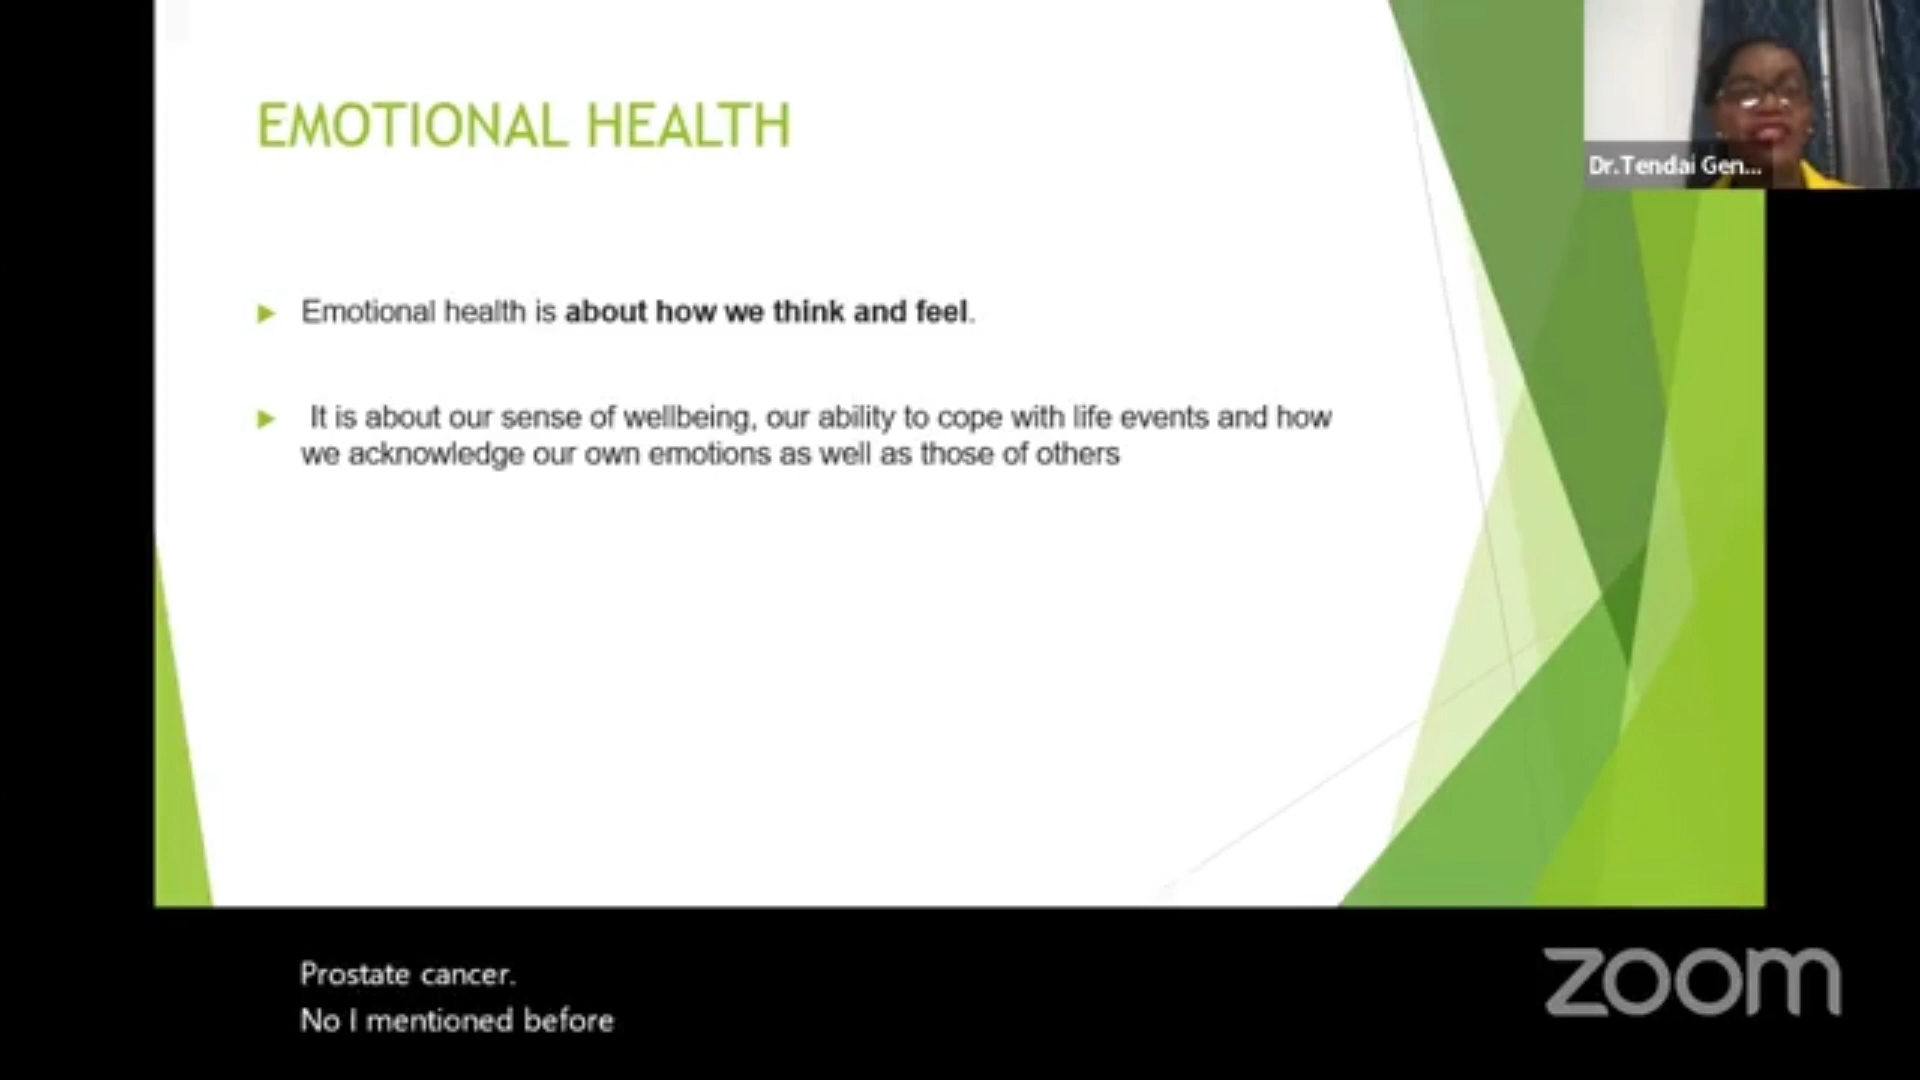 EMOTIONAL HEALTH
Dr.Tendai Gen...
Emotional health is about how we think and feel.
It is about our sense of wellbeing, our ability to cope with life events and how
we acknowledge our own emotions as well as those of others
Prostate cancer.
No I mentioned before
zoom